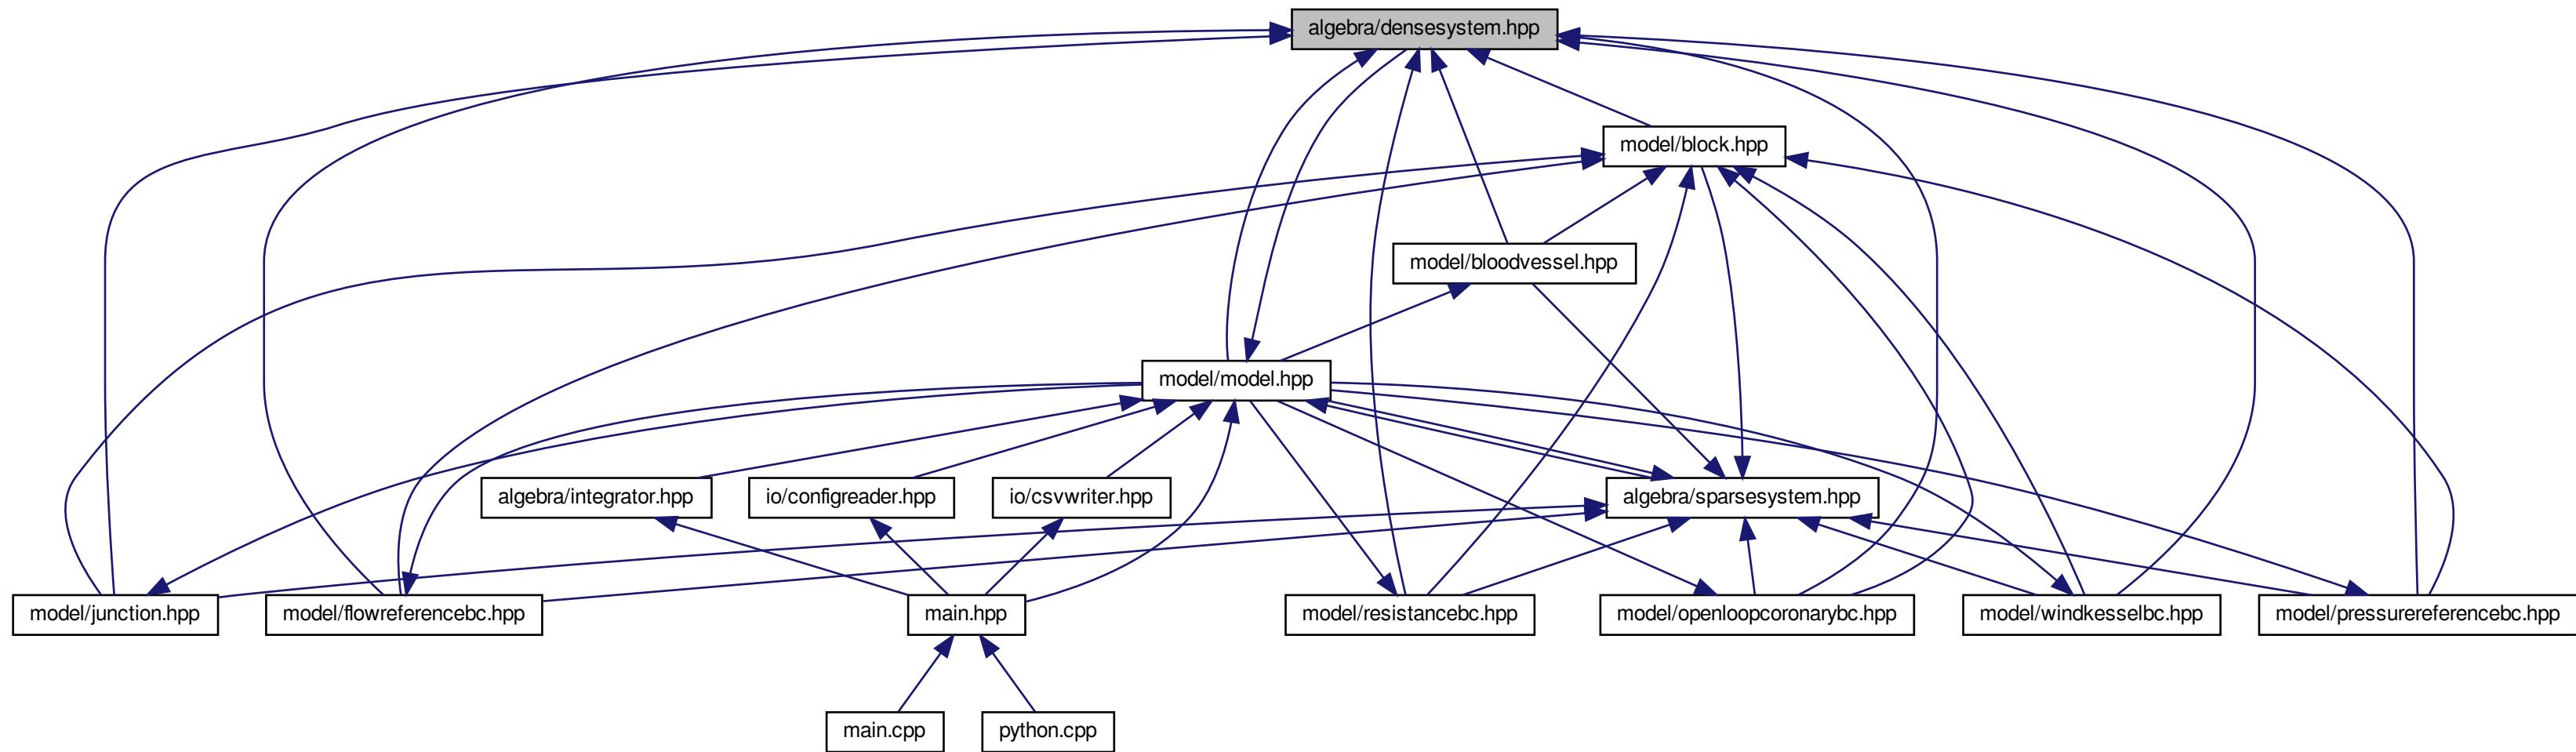 algebra/densesystem.hpp
model/block.hpp
model/bloodvessel.hpp
model/model.hpp
algebra/integrator.hpp
io/configreader.hpp
io/csvwriter.hpp
algebra/sparsesystem.hpp
model/junction.hpp
model/flowreferencebc.hpp
main.hpp
model/resistancebc.hpp
model/openloopcoronarybc.hpp
model/windkesselbc.hpp
model/pressurereferencebc.hpp
main.cpp
python.cpp